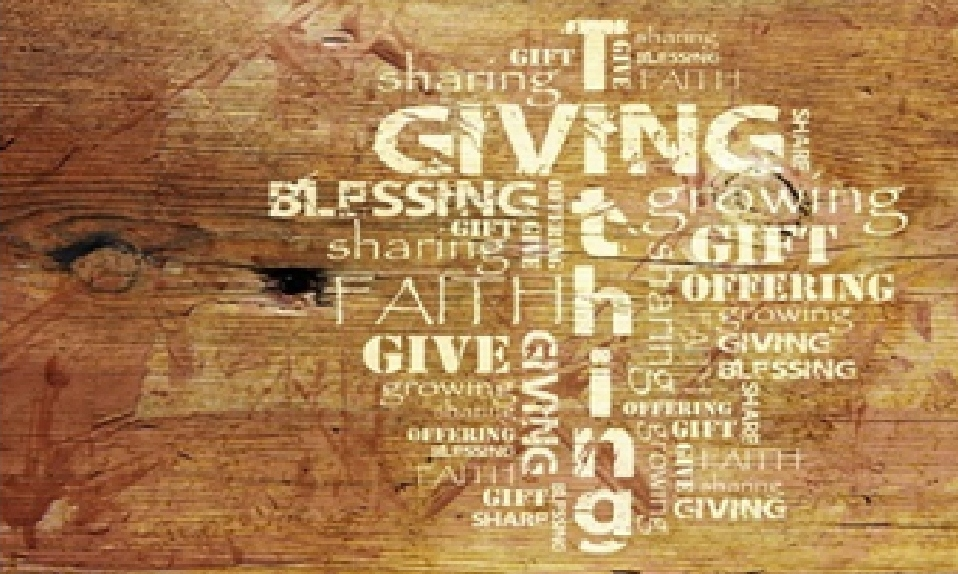 sharing
GIFT
T
GIVE
sharing
BLESSING
FAITH
GIVING
SHARE
BLESSING
OFFERING
t
growing
GIFT
sharing
GIVE
GIFT
sharing
OFFERING
FAITH
h
growing
GIVING
GIVE
GIVING
i
BLESSING
growing
sharing
OFFERING
SHARE
OFFERING
GIFT
BLESSING
n
growing
FAITH
GIVE
FAITH
sharing
GIFT
BLESSING
g
GIVING
SHARE